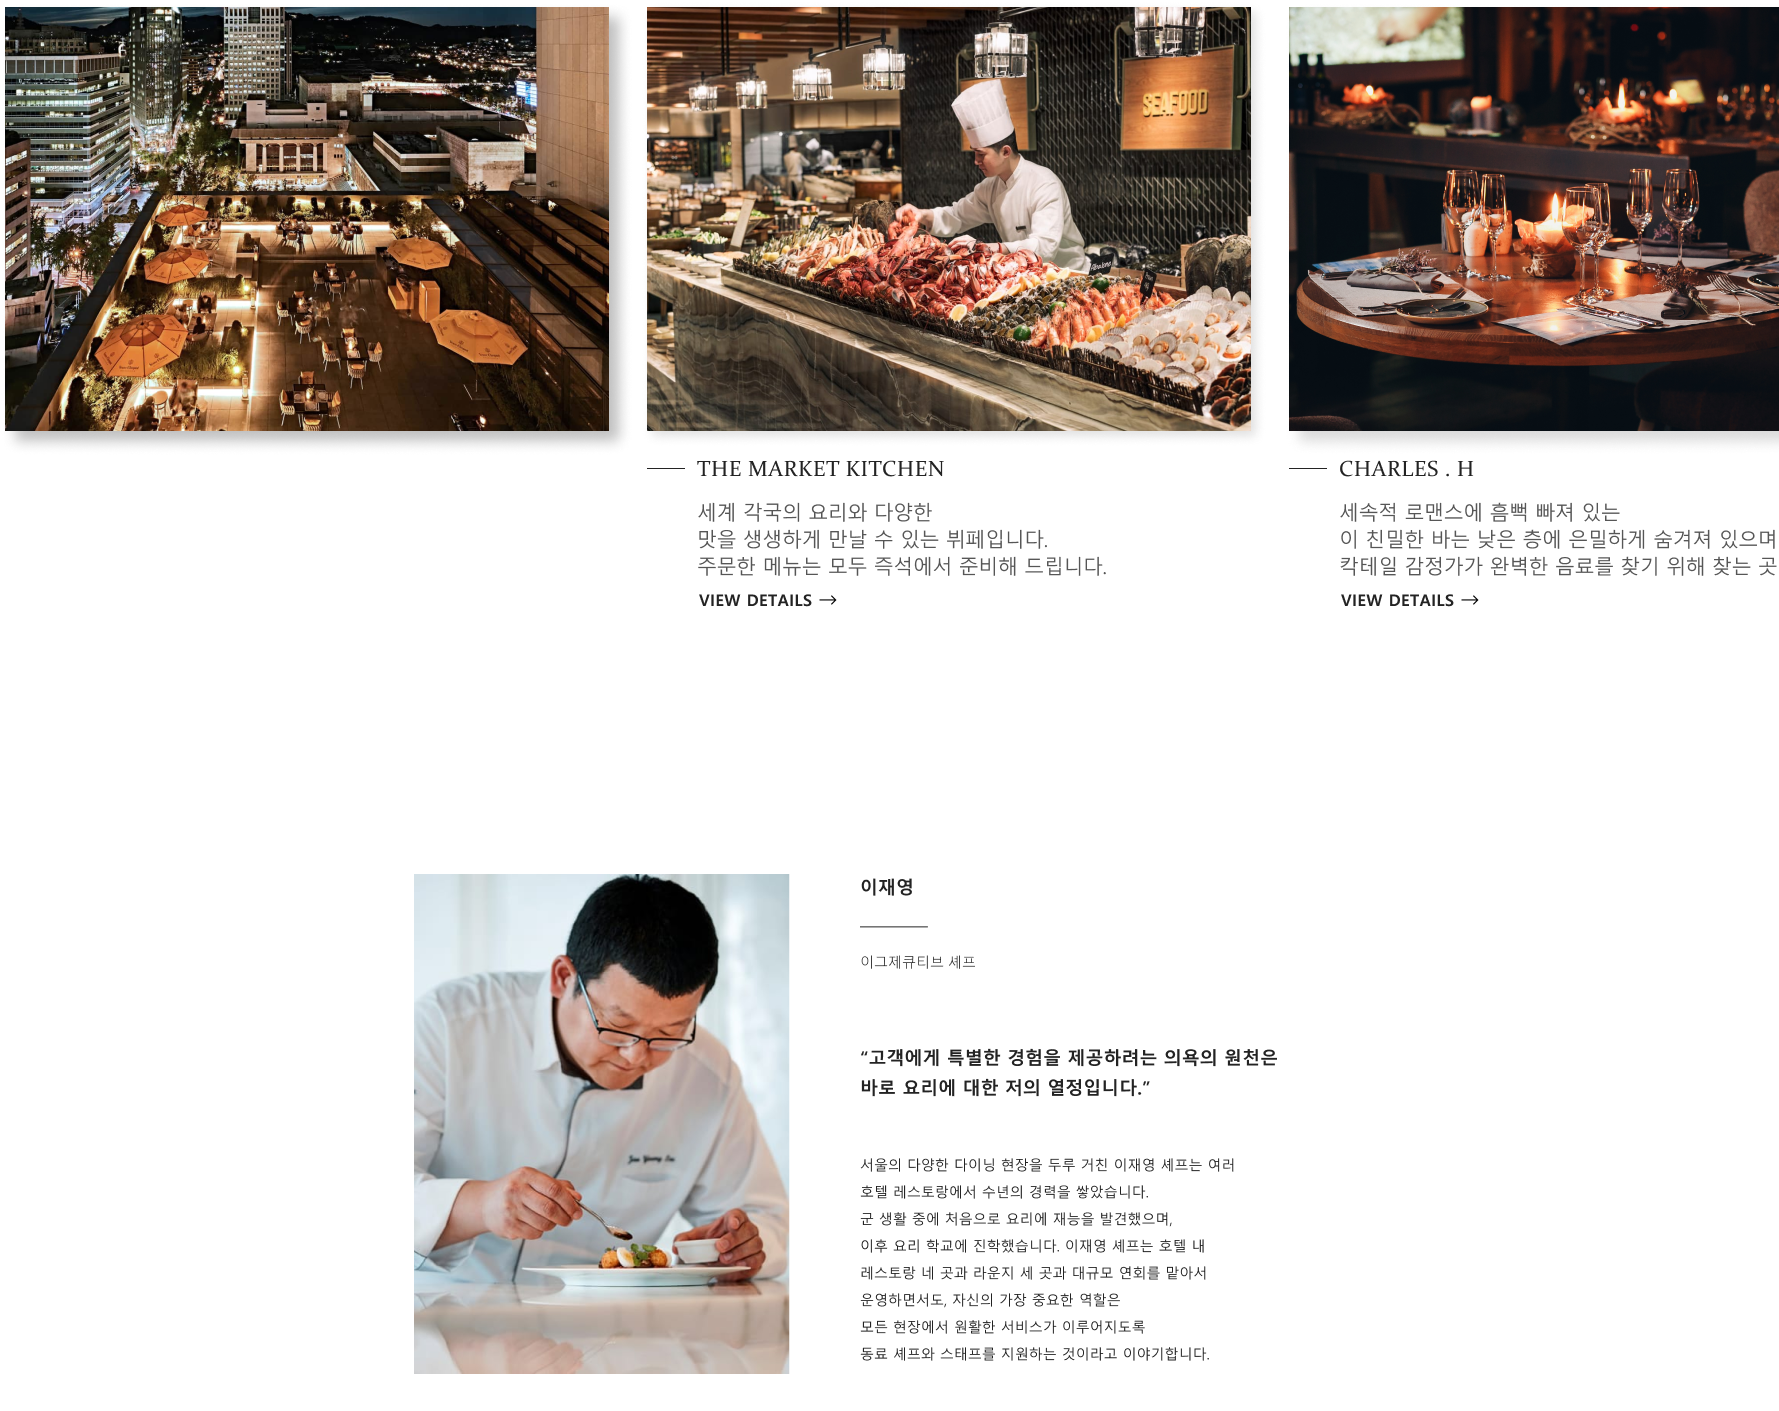 SEAFOOD
THE MARKET KITCHEN
세계 각국의 요리와 다양한
맛을 생생하게 만날 수 있는 뷔페입니다.
주문한 메뉴는 모두 즉석에서 준비해 드립니다.
VIEW DETAILS →
CHARLES . H
세속적 로맨스에 흠뻑 빠져 있는
이 친밀한 바는 낮은 층에 은밀하게 숨겨져 있으며
칵테일 감정가가 완벽한 음료를 찾기 위해 찾는 곳
VIEW DETAILS →
이재영
이그제큐티브 셰프
“고객에게 특별한 경험을 제공하려는 의욕의 원천은
바로 요리에 대한 저의 열정입니다.”
서울의 다양한 다이닝 현장을 두루 거친 이재영 셰프는 여러
호텔 레스토랑에서 수년의 경력을 쌓았습니다.
군 생활 중에 처음으로 요리에 재능을 발견했으며,
이후 요리 학교에 진학했습니다. 이재영 셰프는 호텔 내
레스토랑 네 곳과 라운지 세 곳과 대규모 연회를 맡아서
운영하면서도, 자신의 가장 중요한 역할은
모든 현장에서 원활한 서비스가 이루어지도록
동료 셰프와 스태프를 지원하는 것이라고 이야기합니다.